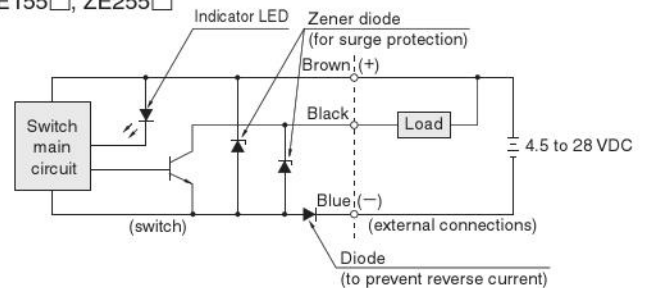 E155□, ZE255□
Indicator LED
Zener diode
(for surge protection)
Brown (+)
Black
Switch
main
circuit
Load
4.5 to 28 VDC
Blue (−)
(switch)
(external connections)
Diode
(to prevent reverse current)